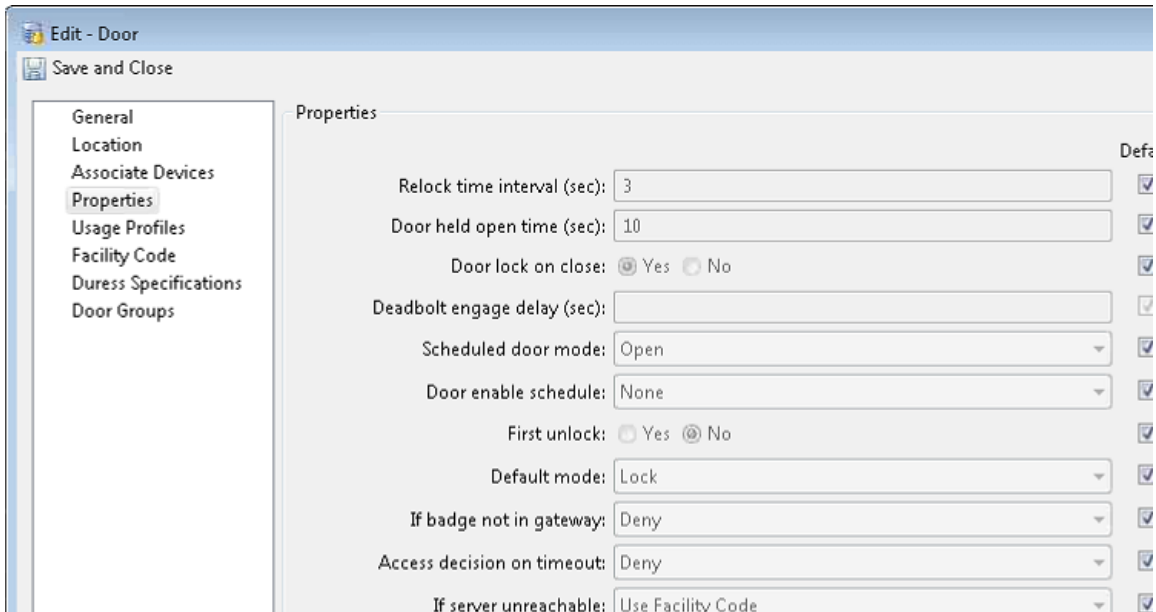 Edit - Door
Save and Close
General
Location
Associate Devices
Properties
Usage Profiles
Facility Code
Duress Specifications
Door Groups
Properties
Defa
Relock time interval (sec): 3
Door held open time (sec): 10
Door lock on close: Yes No
Deadbolt engage delay (sec):
Scheduled door mode: Open
Door enable schedule: None
First unlock: Yes No
Default mode: Lock
If badge not in gateway: Deny
Access decision on timeout: Deny
If server unreachable: Use Facility Code